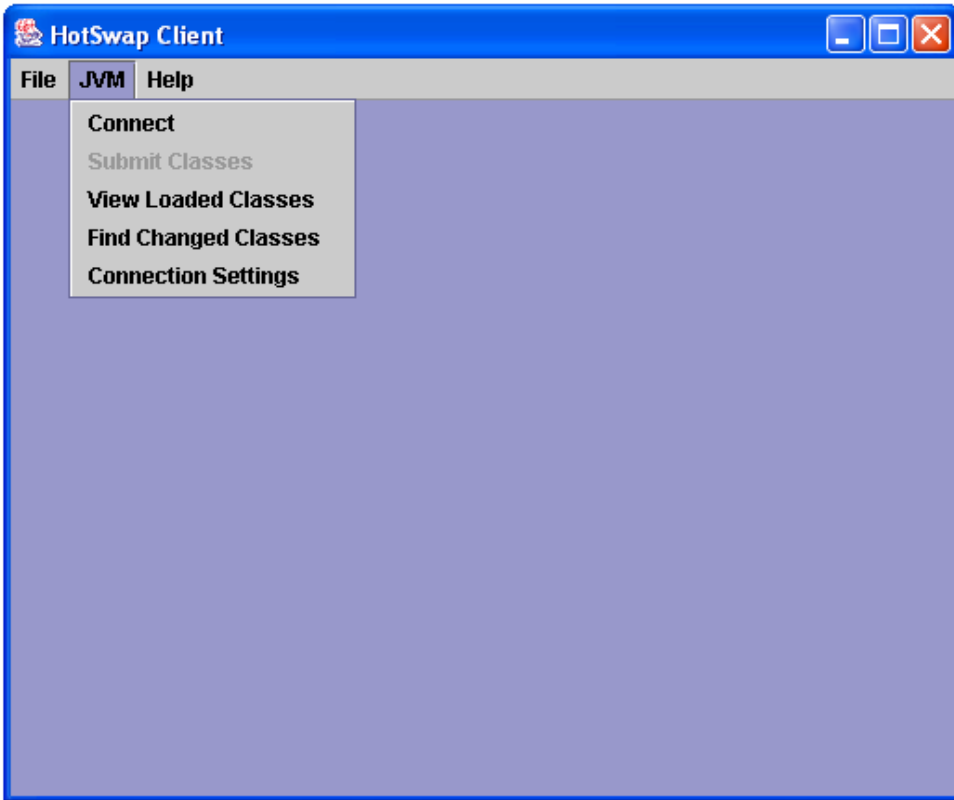 HotSwap Client
File JVM Help
Connect
Submit Classes
View Loaded Classes
Find Changed Classes
Connection Settings